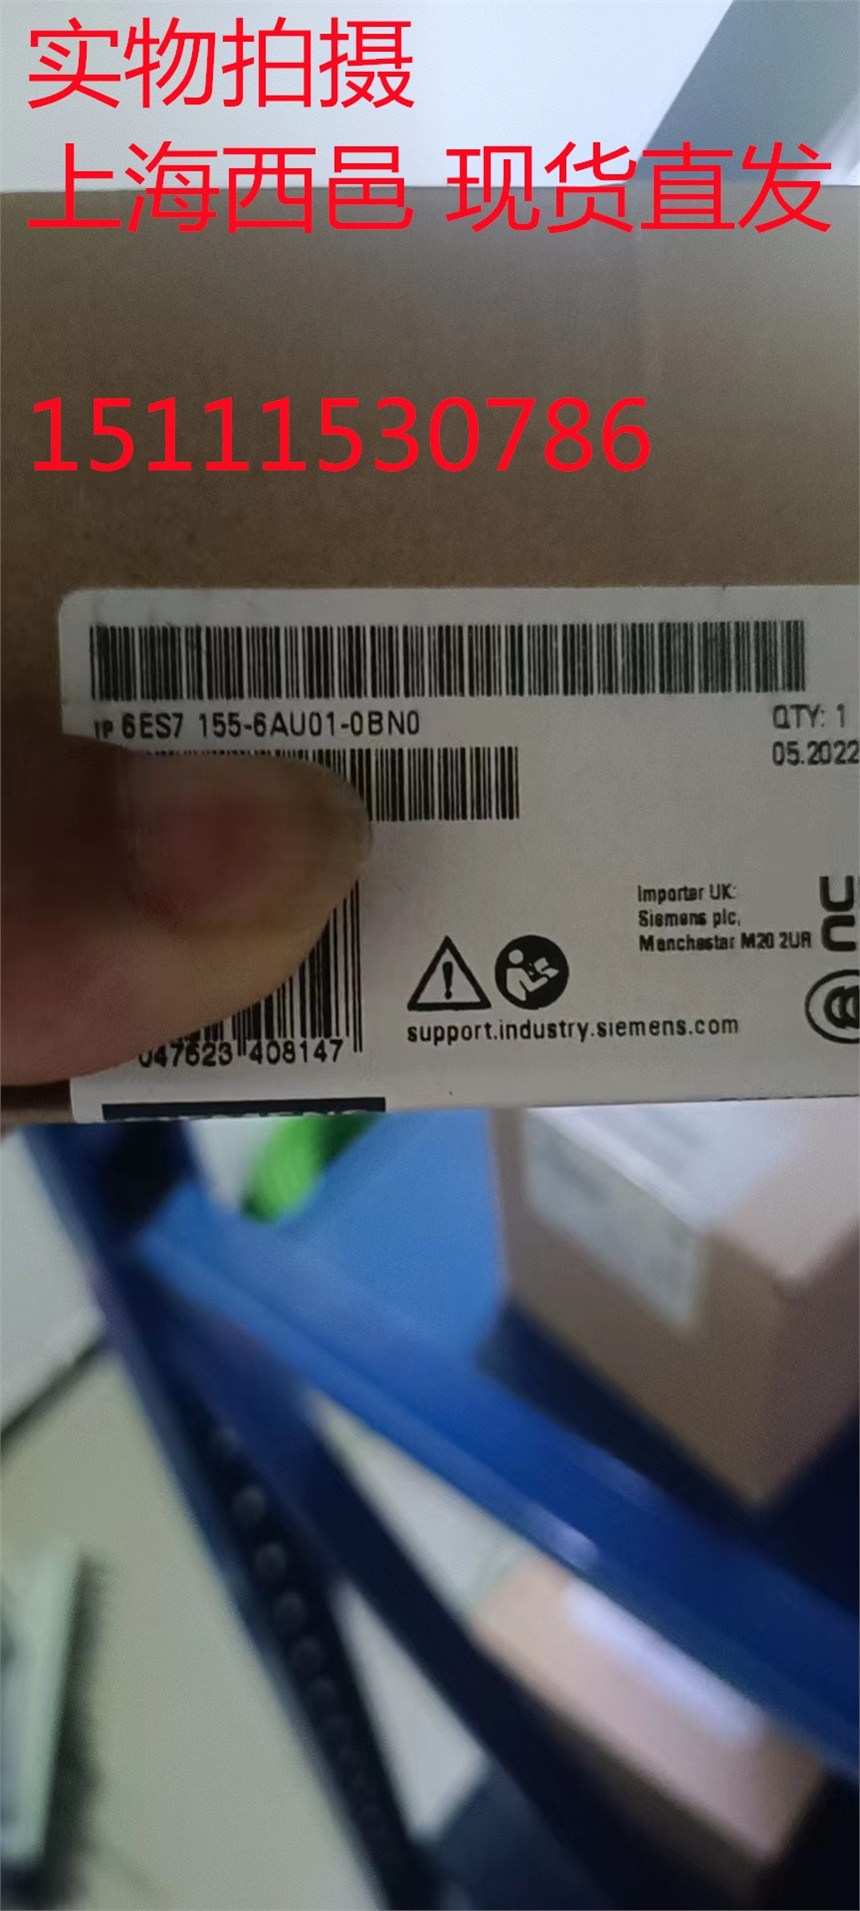 实物拍摄
上海西邑 现货直发
15111530786
1P 6ES7 155-6AU01-0BN0
QTY: 1
05.2022
Importer UK:
Siemens plc,
Manchester M20 2UR
support.industry.siemens.com
047623 408147